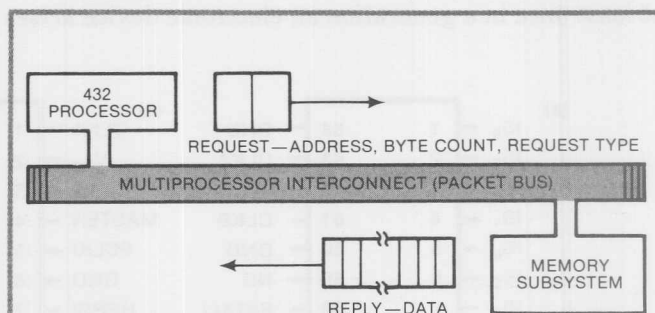 432
PROCESSOR
REQUEST—ADDRESS, BYTE COUNT, REQUEST TYPE
MULTIPROCESSOR INTERCONNECT (PACKET BUS)
MEMORY
SUBSYSTEM
REPLY—DATA